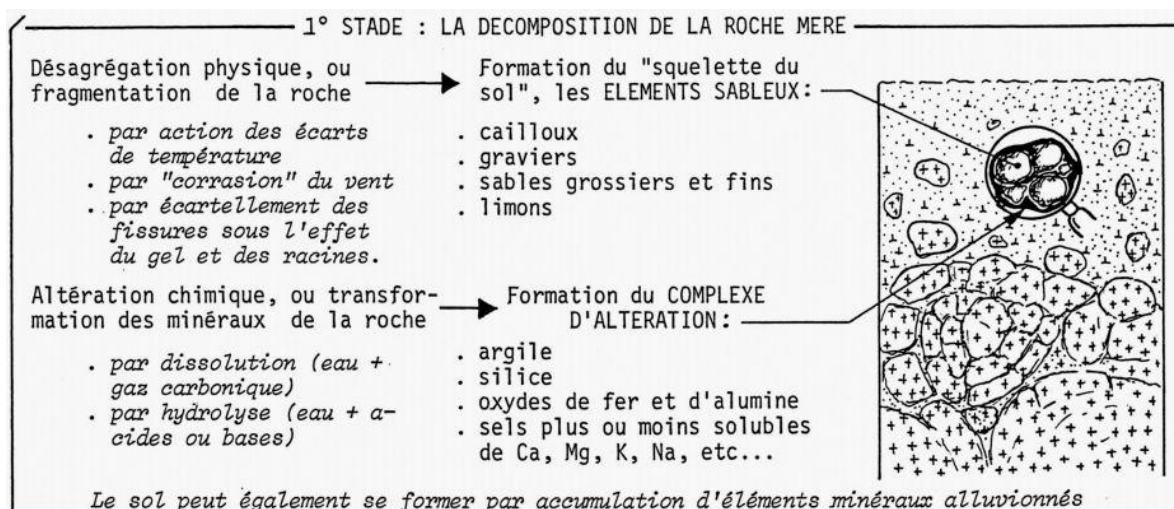 1° STADE : LA DECOMPOSITION DE LA ROCHE MERE
Désagrégation physique, ou
fragmentation de la roche
. par action des écarts
de température
. par "corrasion" du vent
. par écartellement des
fissures sous l'effet
du gel et des racines.
Formation du "squelette du
sol", les ELEMENTS SABLEUX:
. cailloux
. graviers
. sables grossiers et fins
. limons
Altération chimique, ou transfor-
mation des minéraux de la roche
. par dissolution (eau +
gaz carbonique)
. par hydrolyse (eau + a-
cides ou bases)
Formation du COMPLEXE
D'ALTERATION:
. argile
. silice
. oxydes de fer et d'alumine
. sels plus ou moins solubles
de Ca, Mg, K, Na, etc...
Le sol peut également se former par accumulation d'éléments minéraux alluvionnés